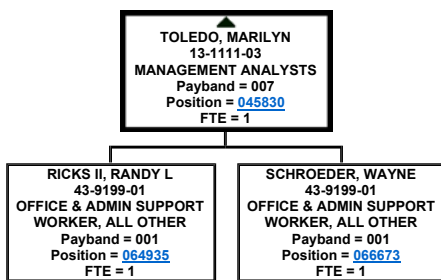 TOLEDO, MARILYN
13-1111-03
MANAGEMENT ANALYSTS
Payband = 007
Position = 045830
FTE = 1
RICKS II, RANDY L
43-9199-01
OFFICE & ADMIN SUPPORT
WORKER, ALL OTHER
Payband = 001
Position = 064935
FTE = 1
SCHROEDER, WAYNE
43-9199-01
OFFICE & ADMIN SUPPORT
WORKER, ALL OTHER
Payband = 001
Position = 066673
FTE = 1